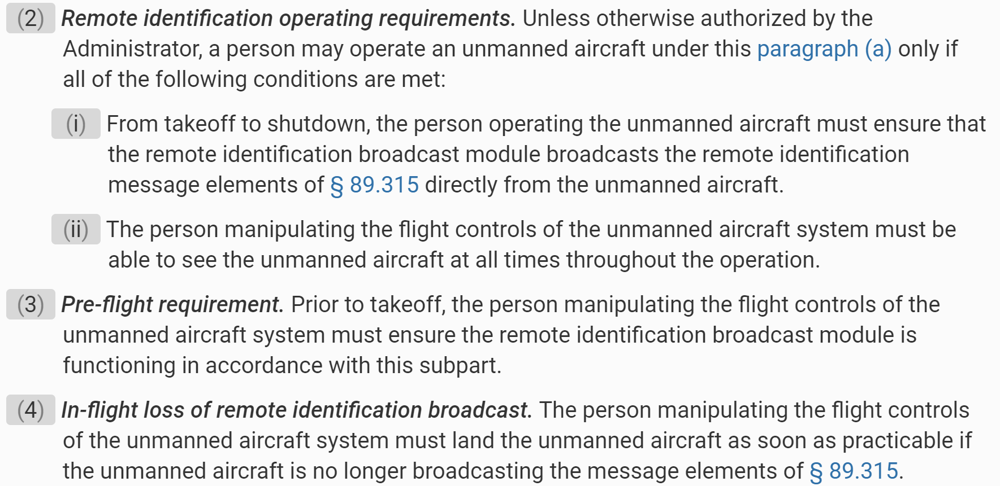 (2) Remote identification operating requirements. Unless otherwise authorized by the
Administrator, a person may operate an unmanned aircraft under this paragraph (a) only if
all of the following conditions are met:
(i) From takeoff to shutdown, the person operating the unmanned aircraft must ensure that
the remote identification broadcast module broadcasts the remote identification
message elements of § 89.315 directly from the unmanned aircraft.
(ii) The person manipulating the flight controls of the unmanned aircraft system must be
able to see the unmanned aircraft at all times throughout the operation.
(3) Pre-flight requirement. Prior to takeoff, the person manipulating the flight controls of the
unmanned aircraft system must ensure the remote identification broadcast module is
functioning in accordance with this subpart.
(4) In-flight loss of remote identification broadcast. The person manipulating the flight controls
of the unmanned aircraft system must land the unmanned aircraft as soon as practicable if
the unmanned aircraft is no longer broadcasting the message elements of § 89.315.